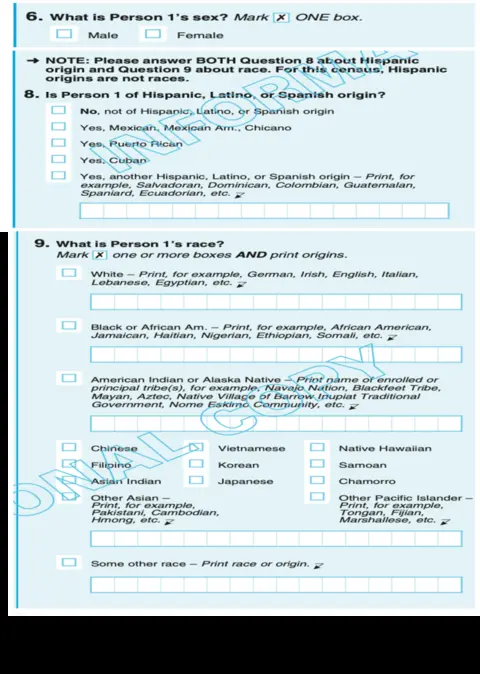 6. What is Person 1's sex? Mark X ONE box.
Male Female
→ NOTE: Please answer BOTH Question 8 about Hispanic
origin and Question 9 about race. For this census, Hispanic
origins are not races.
8. Is Person 1 of Hispanic, Latino, or Spanish origin?
No, not of Hispanic, Latino, or Spanish origin
Yes, Mexican, Mexican Am., Chicano
Yes, Puerto Rican
Yes, Cuban
Yes, another Hispanic, Latino, or Spanish origin – Print, for
example, Salvadoran, Dominican, Colombian, Guatemalan,
Spaniard, Ecuadorian, etc.
INFORMA
9. What is Person 1's race?
Mark X one or more boxes AND print origins.
White – Print, for example, German, Irish, English, Italian,
Lebanese, Egyptian, etc.
Black or African Am. – Print, for example, African American,
Jamaican, Haitian, Nigerian, Ethiopian, Somali, etc.
American Indian or Alaska Native – Print name of enrolled or
principal tribe(s), for example, Navajo Nation, Blackfeet Tribe,
Mayan, Aztec, Native Village of Barrow Inupiat Traditional
Government, Nome Eskimo Community, etc.
Chinese Vietnamese Native Hawaiian
Filipino Korean Samoan
Asian Indian Japanese Chamorro
Other Asian – Other Pacific Islander –
Print, for example, Print, for example,
Pakistani, Cambodian, Tongan, Fijian,
Hmong, etc. Marshallese, etc.
Some other race – Print race or origin.
ONAL COPY